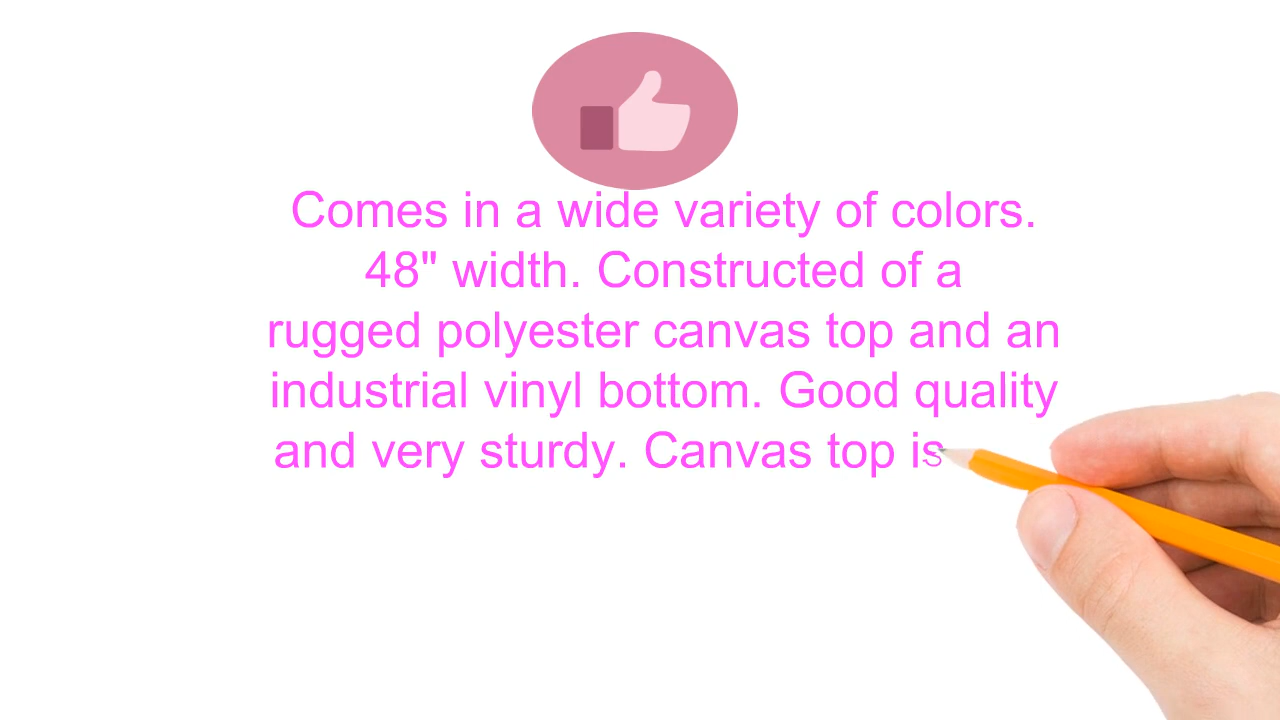 Comes in a wide variety of colors.
48" width. Constructed of a
rugged polyester canvas top and an
industrial vinyl bottom. Good quality
and very sturdy. Canvas top is